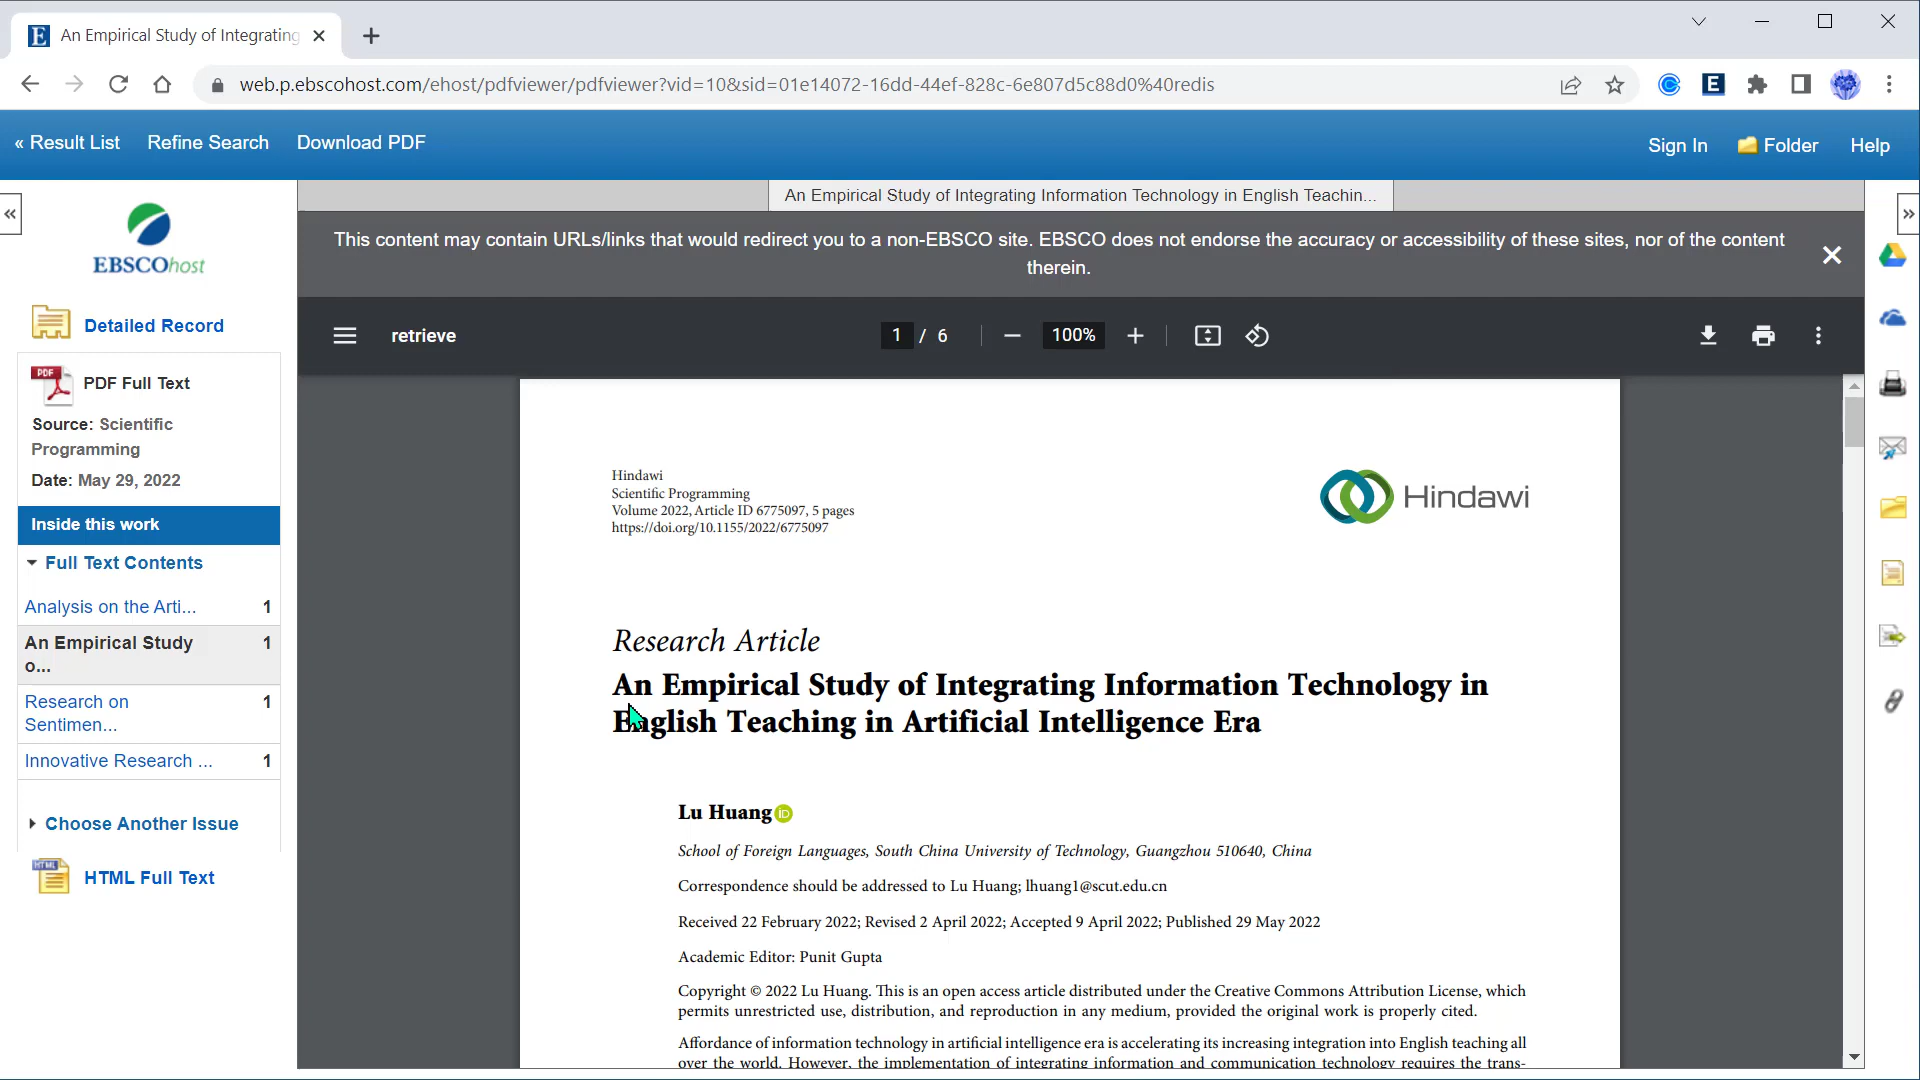 An Empirical Study of Integrating
web.p.ebscohost.com/ehost/pdfviewer/pdfviewer?vid=10&sid=01e14072-16dd-44ef-828c-6e807d5c88d0%40redis
« Result List Refine Search Download PDF
Sign In Folder Help
An Empirical Study of Integrating Information Technology in English Teachin...
This content may contain URLs/links that would redirect you to a non-EBSCO site. EBSCO does not endorse the accuracy or accessibility of these sites, nor of the content
therein.
EBSCOhost
Detailed Record
PDF
PDF Full Text
Source: Scientific
Programming
Date: May 29, 2022
Inside this work
Full Text Contents
Analysis on the Arti... 1
An Empirical Study 1
o...
Research on 1
Sentimen...
Innovative Research ... 1
Choose Another Issue
HTML
HTML Full Text
retrieve 1 / 6 100%
Hindawi
Scientific Programming
Volume 2022, Article ID 6775097, 5 pages
https://doi.org/10.1155/2022/6775097
Hindawi
Research Article
An Empirical Study of Integrating Information Technology in
English Teaching in Artificial Intelligence Era
Lu Huang iD
School of Foreign Languages, South China University of Technology, Guangzhou 510640, China
Correspondence should be addressed to Lu Huang; lhuang1@scut.edu.cn
Received 22 February 2022; Revised 2 April 2022; Accepted 9 April 2022; Published 29 May 2022
Academic Editor: Punit Gupta
Copyright © 2022 Lu Huang. This is an open access article distributed under the Creative Commons Attribution License, which
permits unrestricted use, distribution, and reproduction in any medium, provided the original work is properly cited.
Affordance of information technology in artificial intelligence era is accelerating its increasing integration into English teaching all
over the world. However, the implementation of integrating information and communication technology requires the trans-